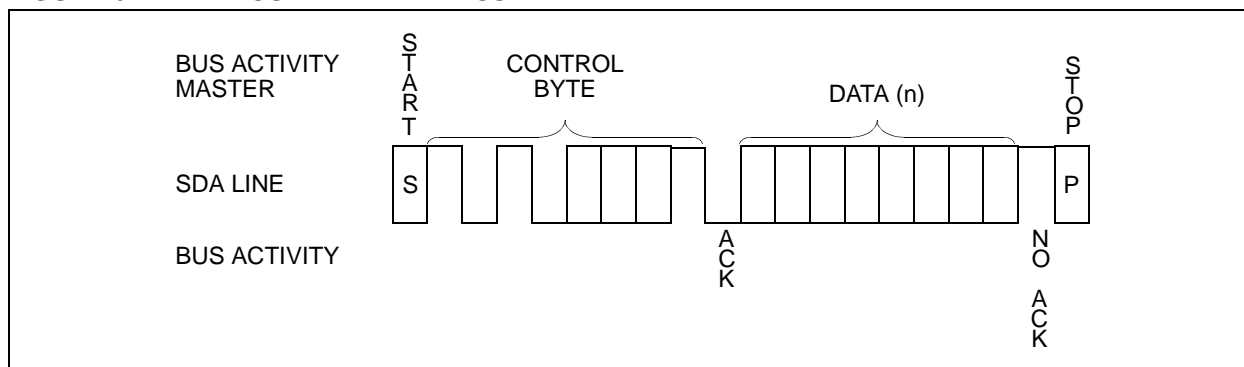 BUS ACTIVITY
MASTER
START
CONTROL
BYTE
DATA (n)
STOP
SDA LINE
S
P
BUS ACTIVITY
ACK
NO ACK